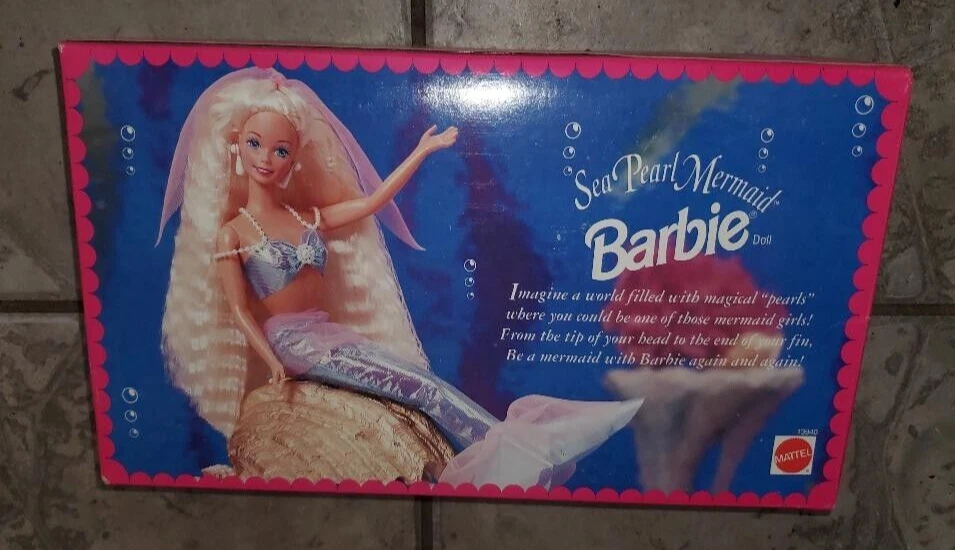 Sea Pearl Mermaid™
Barbie® Doll
Imagine a world filled with magical “pearls”
where you could be one of those mermaid girls!
From the tip of your head to the end of your fin,
Be a mermaid with Barbie again and again!
13940
MATTEL